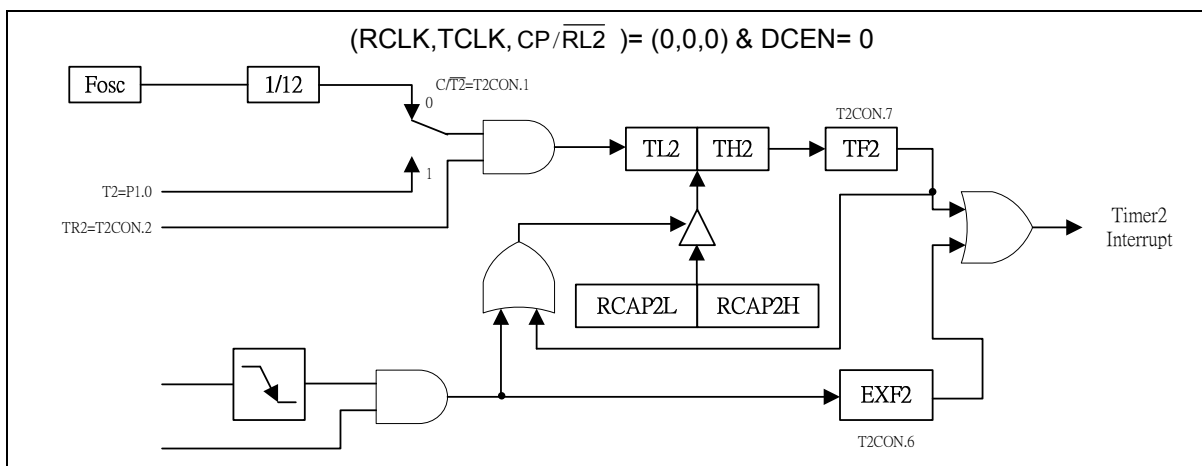 (RCLK,TCLK, CP/RL2 )= (0,0,0) & DCEN= 0
Fosc
1/12
C/T2=T2CON.1
0
1
T2=P1.0
TR2=T2CON.2
TL2
TH2
T2CON.7
TF2
Timer2
Interrupt
RCAP2L
RCAP2H
EXF2
T2CON.6